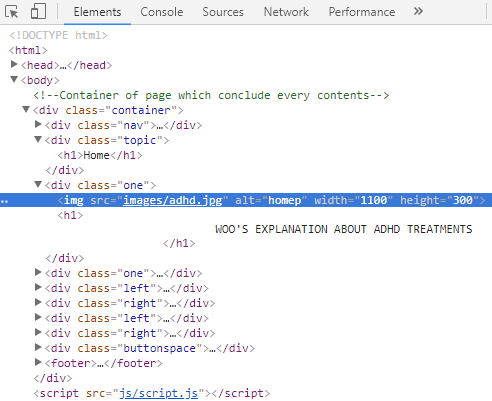 Elements Console Sources Network Performance »
<!DOCTYPE html>
<html>
<head>…</head>
<body>
<!--Container of page which conclude every contents-->
<div class="container">
<div class="nav">…</div>
<div class="topic">
<h1>Home</h1>
</div>
<div class="one">
<img src="images/adhd.jpg" alt="homep" width="1100" height="300">
<h1>
WOO'S EXPLANATION ABOUT ADHD TREATMENTS
</h1>
</div>
<div class="one">…</div>
<div class="left">…</div>
<div class="right">…</div>
<div class="left">…</div>
<div class="right">…</div>
<div class="buttonspace">…</div>
<footer>…</footer>
</div>
<script src="js/script.js"></script>